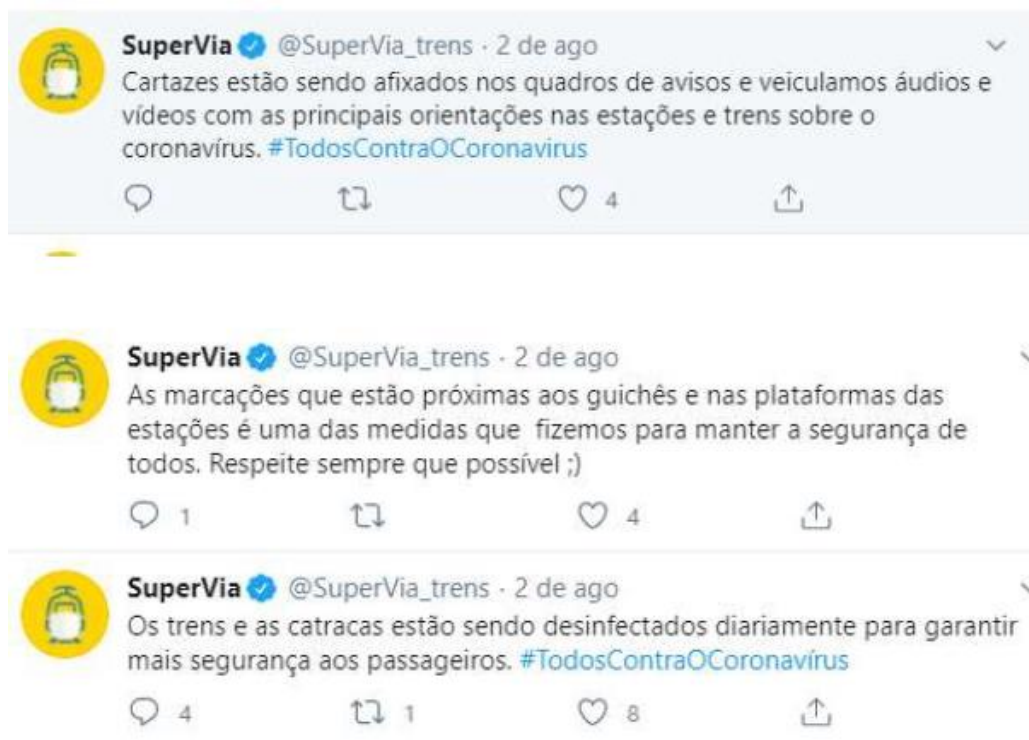 SuperVia @SuperVia_trens · 2 de ago
Cartazes estão sendo afixados nos quadros de avisos e veiculamos áudios e
vídeos com as principais orientações nas estações e trens sobre o
coronavírus. #TodosContraOCoronavirus
4
SuperVia @SuperVia_trens · 2 de ago
As marcações que estão próximas aos guichês e nas plataformas das
estações é uma das medidas que fizemos para manter a segurança de
todos. Respeite sempre que possível ;)
1 4
SuperVia @SuperVia_trens · 2 de ago
Os trens e as catracas estão sendo desinfectados diariamente para garantir
mais segurança aos passageiros. #TodosContraOCoronavírus
4 1 8